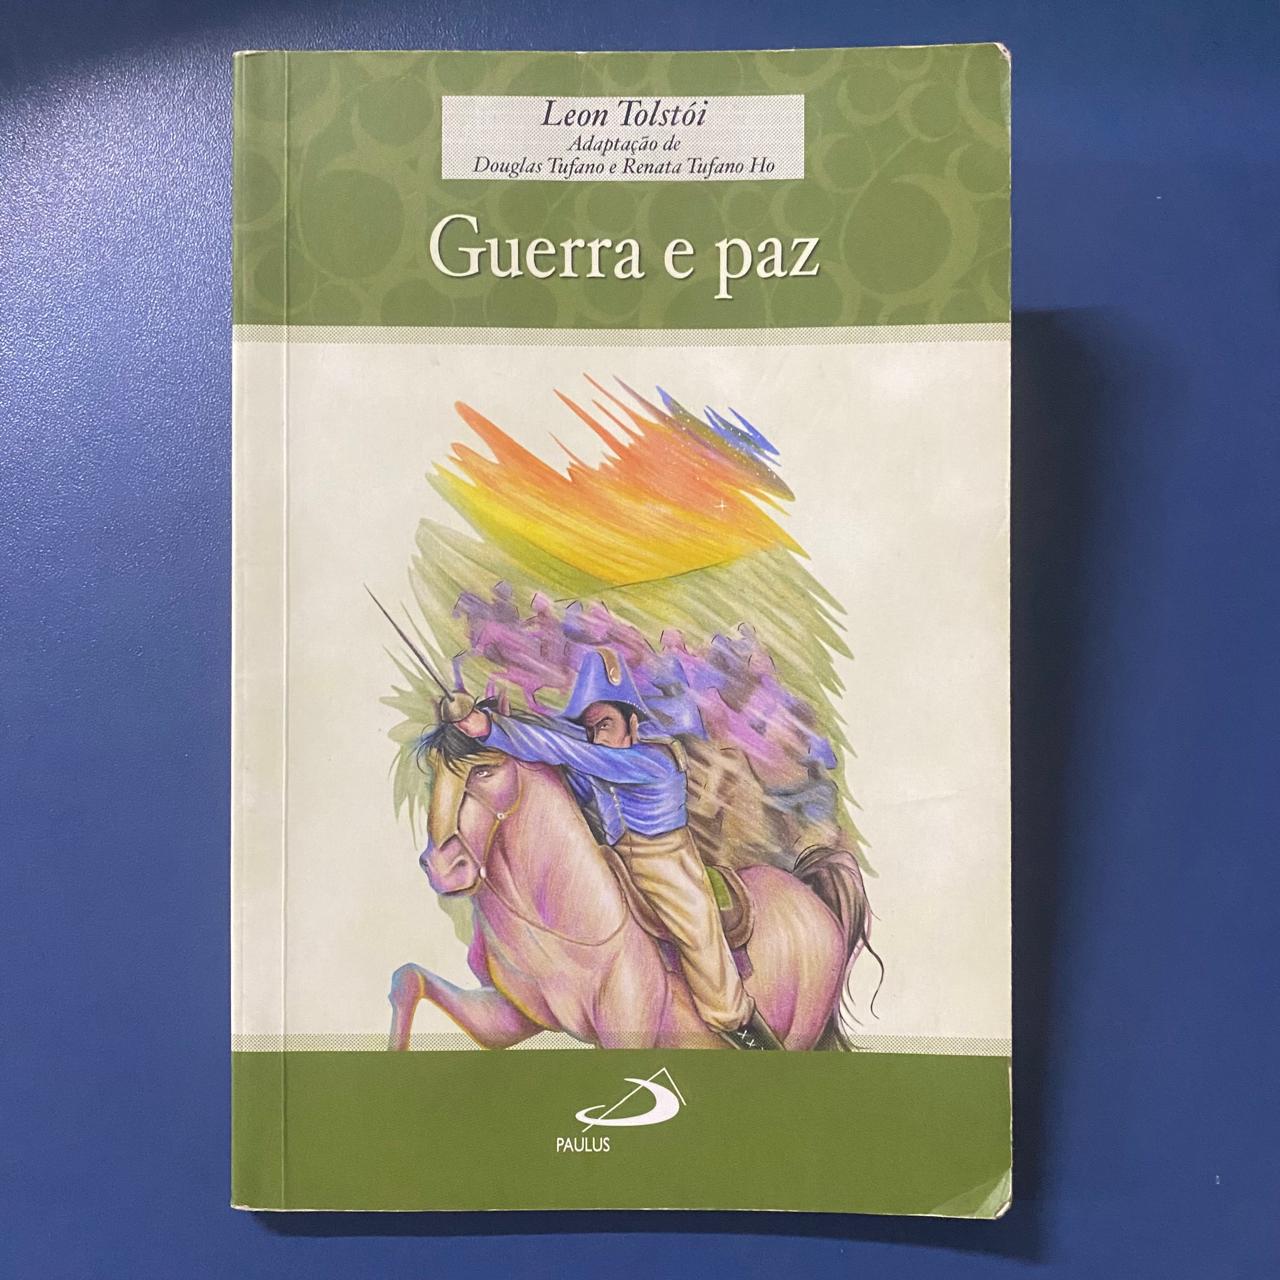 Leon Tolstói
Adaptação de
Douglas Tufano e Renata Tufano Ho
Guerra e paz
PAULUS